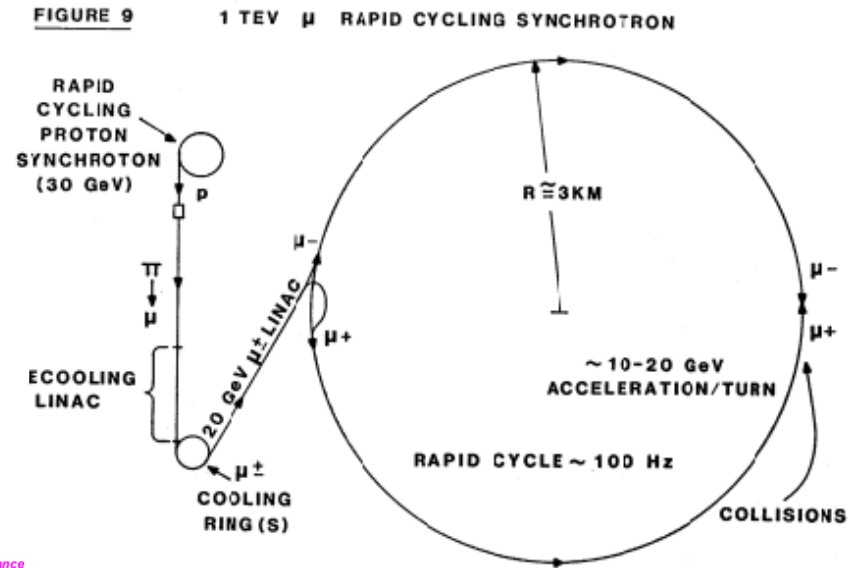 FIGURE 9
1 TEV μ RAPID CYCLING SYNCHROTRON
RAPID
CYCLING
PROTON
SYNCHROTON
(30 GeV)
p
π
μ
ECOOLING
LINAC
μ±
COOLING
RING(S)
20 GeV μ± LINAC
μ-
μ+
R≅3KM
μ-
μ+
~10-20 GeV
ACCELERATION/TURN
RAPID CYCLE ~ 100 Hz
COLLISIONS
ance